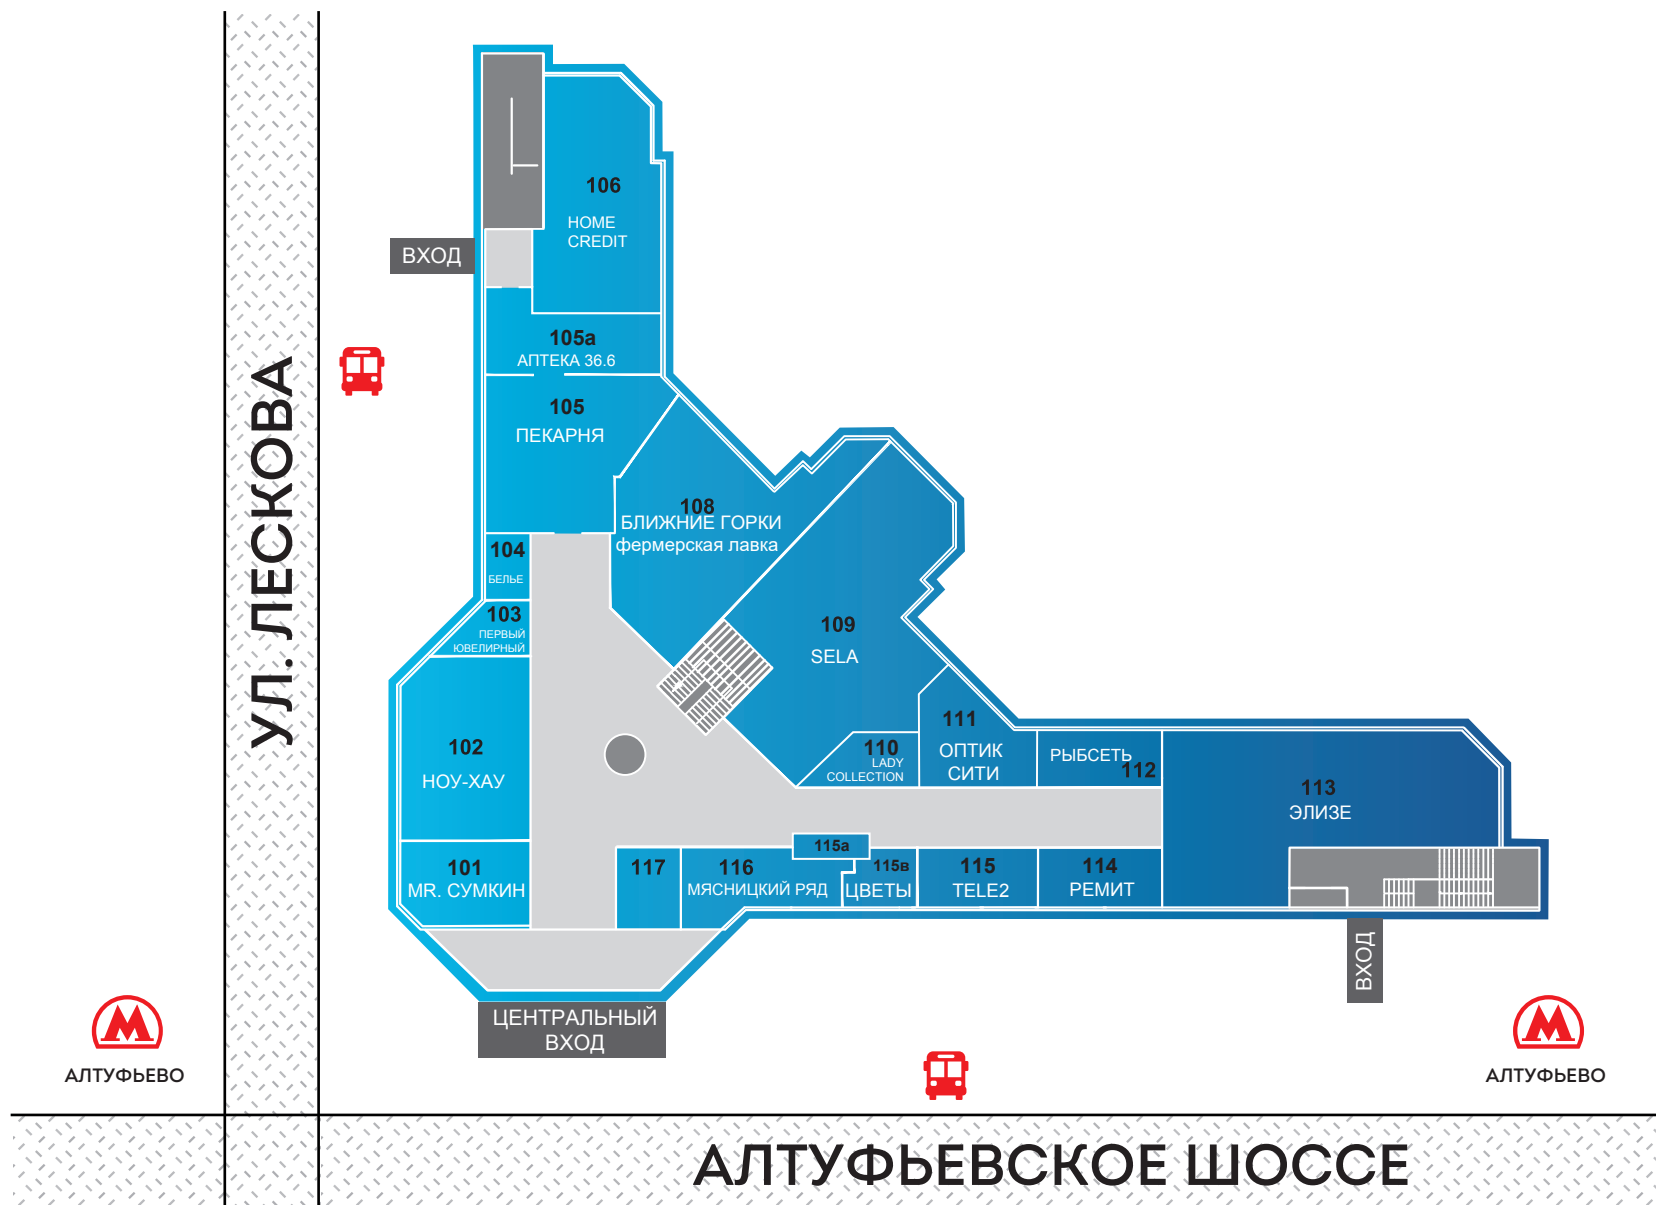 106
HOME
CREDIT
ВХОД
105а
АПТЕКА 36.6
105
ПЕКАРНЯ
108
БЛИЖНИЕ ГОРКИ
фермерская лавка
104
БЕЛЬЕ
103
ПЕРВЫЙ
ЮВЕЛИРНЫЙ
109
SELA
102
НОУ-ХАУ
110
LADY
COLLECTION
111
ОПТИК
СИТИ
РЫБСЕТЬ
112
113
ЭЛИЗЕ
101
MR. СУМКИН
117
116
МЯСНИЦКИЙ РЯД
115а
115в
ЦВЕТЫ
115
TELE2
114
РЕМИТ
ВХОД
ЦЕНТРАЛЬНЫЙ
ВХОД
УЛ. ЛЕСКОВА
АЛТУФЬЕВО
АЛТУФЬЕВО
АЛТУФЬЕВСКОЕ ШОССЕ